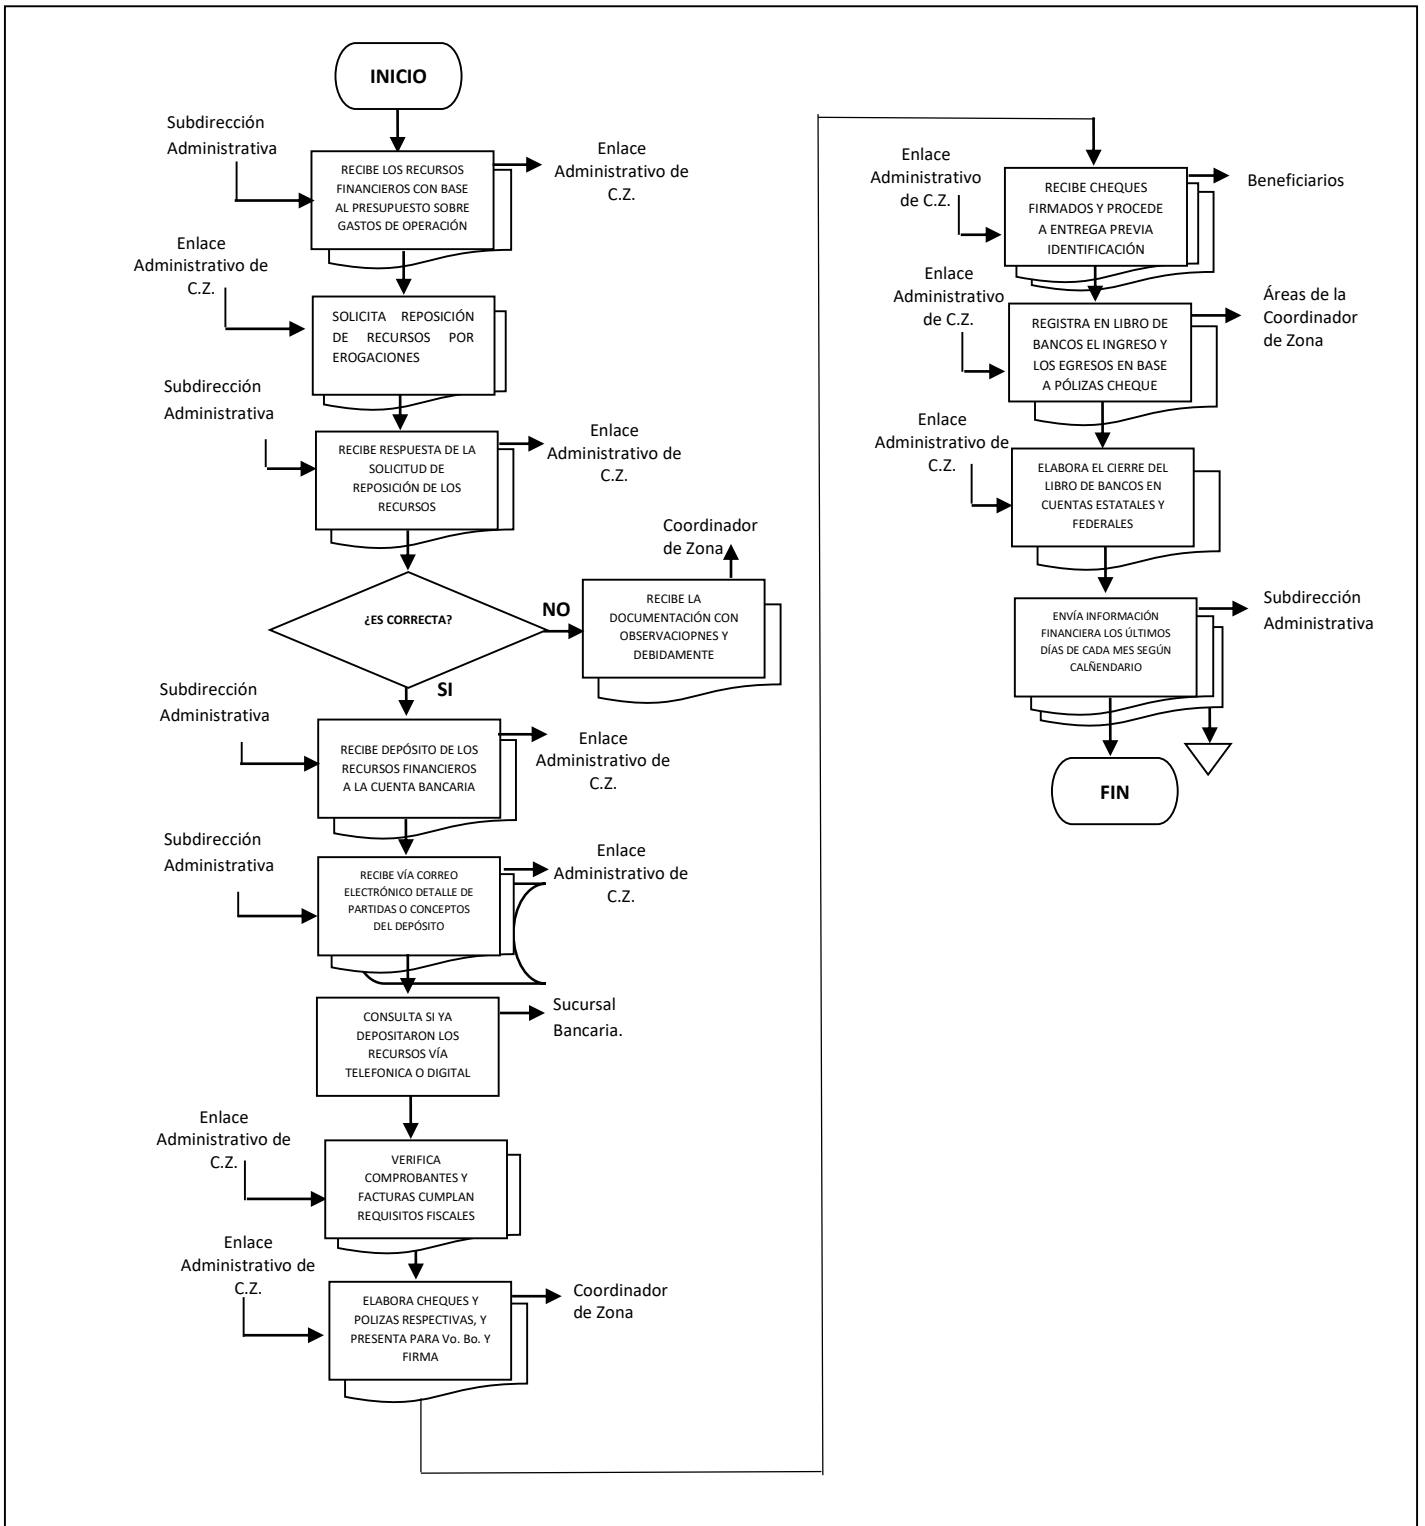 INICIO
Subdirección
Administrativa
RECIBE LOS RECURSOS
FINANCIEROS CON BASE
AL PRESUPUESTO SOBRE
GASTOS DE OPERACIÓN
Enlace
Administrativo de
C.Z.
Enlace
Administrativo de
C.Z.
SOLICITA REPOSICIÓN
DE RECURSOS POR
EROGACIONES
Subdirección
Administrativa
RECIBE RESPUESTA DE LA
SOLICITUD DE
REPOSICIÓN DE LOS
RECURSOS
Enlace
Administrativo de
C.Z.
¿ES CORRECTA?
NO
Coordinador
de Zona
RECIBE LA
DOCUMENTACIÓN CON
OBSERVACIOPNES Y
DEBIDAMENTE
SI
Subdirección
Administrativa
RECIBE DEPÓSITO DE LOS
RECURSOS FINANCIEROS
A LA CUENTA BANCARIA
Enlace
Administrativo de
C.Z.
Subdirección
Administrativa
RECIBE VÍA CORREO
ELECTRÓNICO DETALLE DE
PARTIDAS O CONCEPTOS
DEL DEPÓSITO
Enlace
Administrativo de
C.Z.
CONSULTA SI YA
DEPOSITARON LOS
RECURSOS VÍA
TELEFONICA O DIGITAL
Sucursal
Bancaria.
Enlace
Administrativo de
C.Z.
VERIFICA
COMPROBANTES Y
FACTURAS CUMPLAN
REQUISITOS FISCALES
Enlace
Administrativo de
C.Z.
ELABORA CHEQUES Y
POLIZAS RESPECTIVAS, Y
PRESENTA PARA Vo. Bo. Y
FIRMA
Coordinador
de Zona
Enlace
Administrativo
de C.Z.
RECIBE CHEQUES
FIRMADOS Y PROCEDE
A ENTREGA PREVIA
IDENTIFICACIÓN
Beneficiarios
Enlace
Administrativo
de C.Z.
REGISTRA EN LIBRO DE
BANCOS EL INGRESO Y
LOS EGRESOS EN BASE
A PÓLIZAS CHEQUE
Áreas de la
Coordinador
de Zona
Enlace
Administrativo de
C.Z.
ELABORA EL CIERRE DEL
LIBRO DE BANCOS EN
CUENTAS ESTATALES Y
FEDERALES
ENVÍA INFORMACIÓN
FINANCIERA LOS ÚLTIMOS
DÍAS DE CADA MES SEGÚN
CALÑENDARIO
Subdirección
Administrativa
FIN